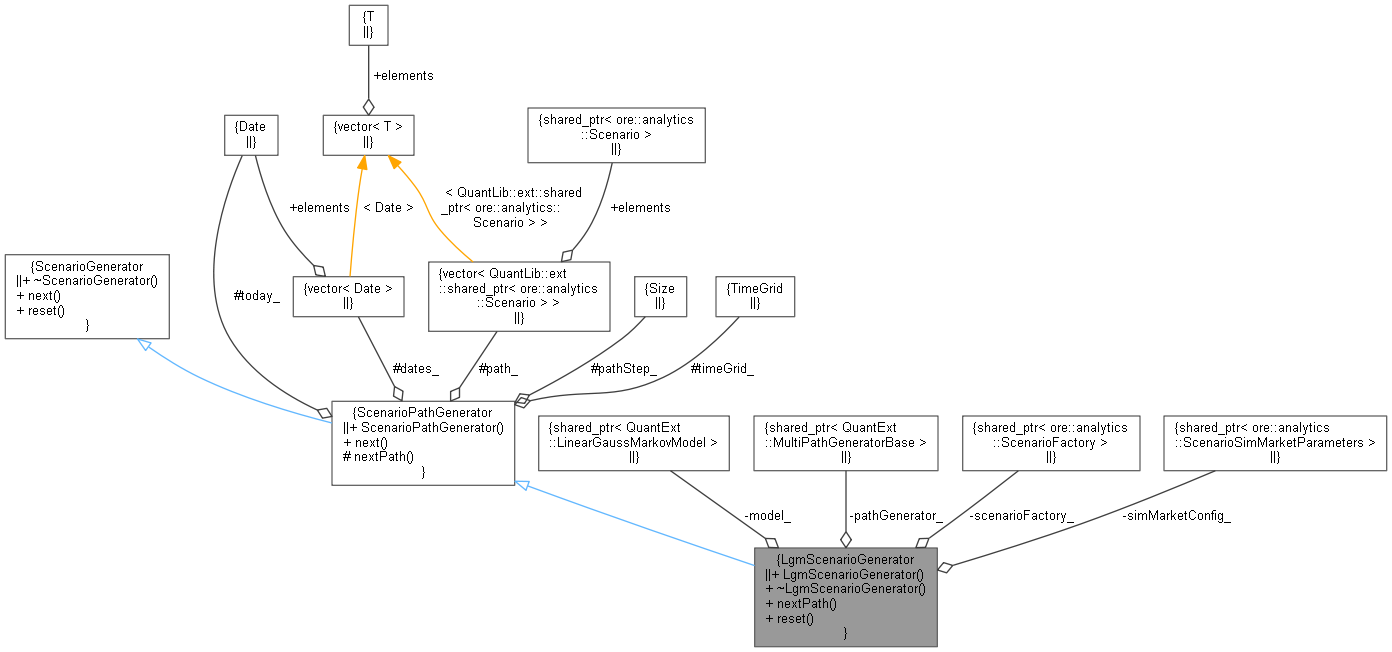 {T
||}
+elements
{Date
||}
{vector< T >
||}
{shared_ptr< ore::analytics
::Scenario >
||}
+elements
< Date >
< QuantLib::ext::shared
_ptr< ore::analytics::
Scenario > >
+elements
{ScenarioGenerator
||+ ~ScenarioGenerator()
+ next()
+ reset()
}
#today_
{vector< Date >
||}
{vector< QuantLib::ext
::shared_ptr< ore::analytics
::Scenario > >
||}
{Size
||}
{TimeGrid
||}
#dates_
#path_
#pathStep_
#timeGrid_
{ScenarioPathGenerator
||+ ScenarioPathGenerator()
+ next()
# nextPath()
}
{shared_ptr< QuantExt
::LinearGaussMarkovModel >
||}
{shared_ptr< QuantExt
::MultiPathGeneratorBase >
||}
{shared_ptr< ore::analytics
::ScenarioFactory >
||}
{shared_ptr< ore::analytics
::ScenarioSimMarketParameters >
||}
-model_
-pathGenerator_
-scenarioFactory_
-simMarketConfig_
{LgmScenarioGenerator
||+ LgmScenarioGenerator()
+ ~LgmScenarioGenerator()
+ nextPath()
+ reset()
}